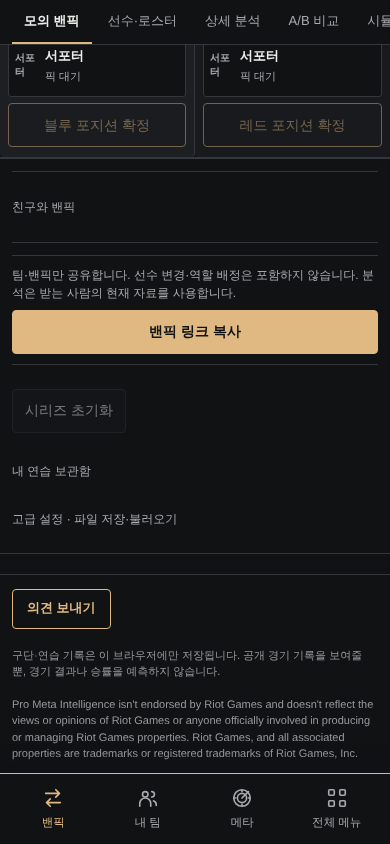 모의 밴픽 선수·로스터 상세 분석 A/B 비교 시뮬
서포터 서포터
픽 대기
서포터 서포터
픽 대기
블루 포지션 확정 레드 포지션 확정
친구와 밴픽
팀·밴픽만 공유합니다. 선수 변경·역할 배정은 포함하지 않습니다. 분
석은 받는 사람의 현재 자료를 사용합니다.
밴픽 링크 복사
시리즈 초기화
내 연습 보관함
고급 설정 · 파일 저장·불러오기
의견 보내기
구단·연습 기록은 이 브라우저에만 저장됩니다. 공개 경기 기록을 보여줄
뿐, 경기 결과나 승률을 예측하지 않습니다.
Pro Meta Intelligence isn't endorsed by Riot Games and doesn't reflect the
views or opinions of Riot Games or anyone officially involved in producing
or managing Riot Games properties. Riot Games, and all associated
properties are trademarks or registered trademarks of Riot Games, Inc.
밴픽 내 팀 메타 전체 메뉴